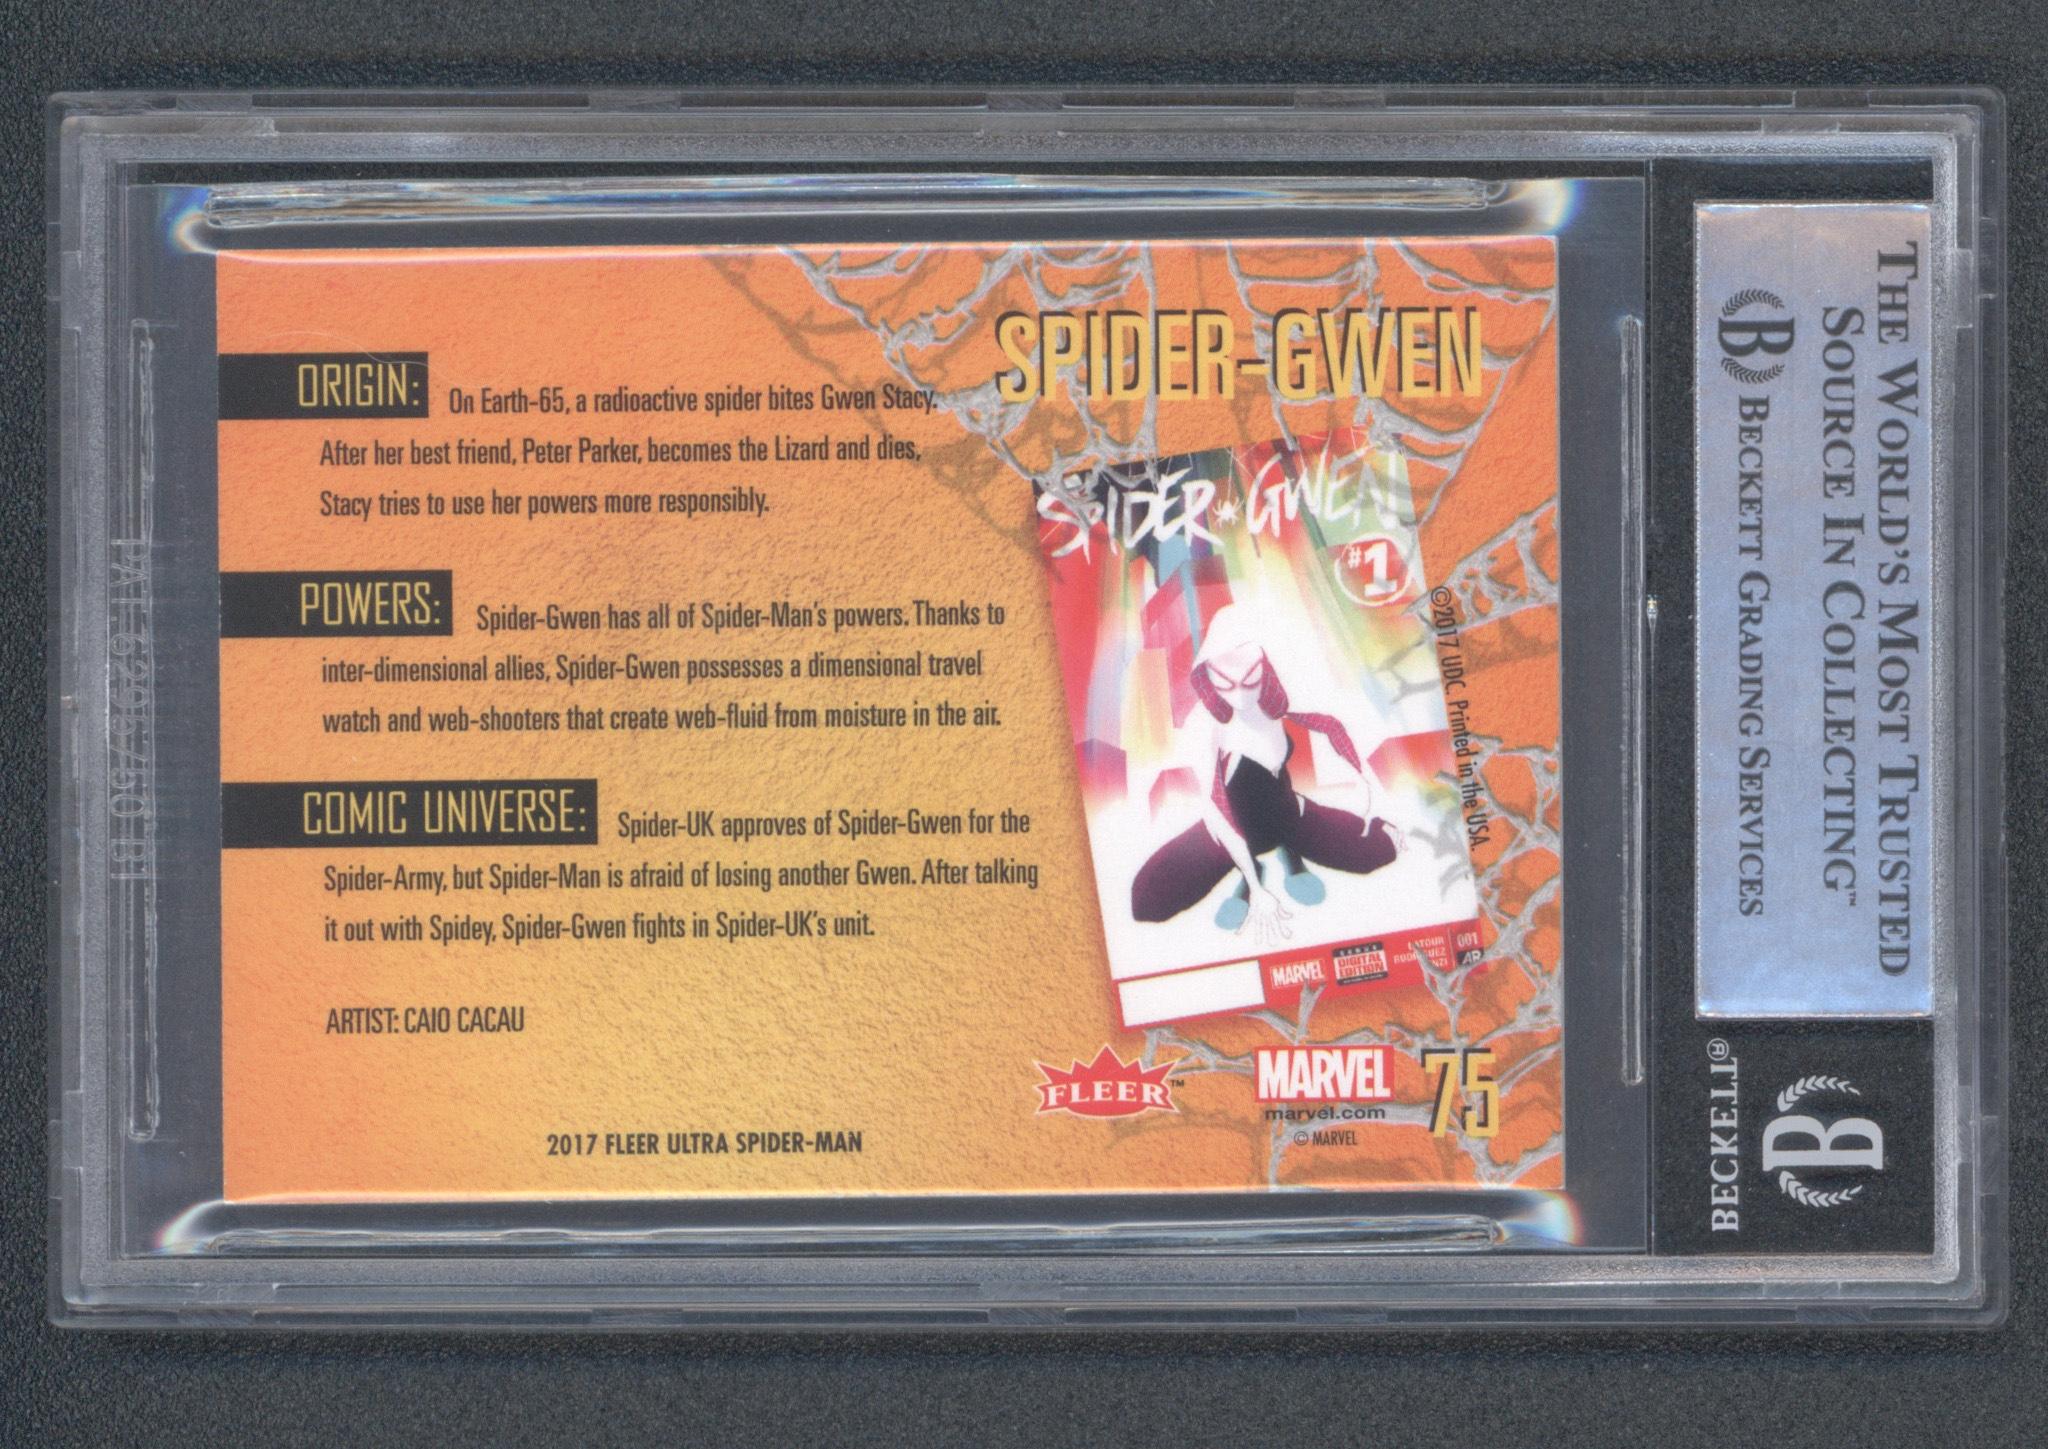 SPIDER-GWEN
ORIGIN: On Earth-65, a radioactive spider bites Gwen Stacy.
After her best friend, Peter Parker, becomes the Lizard and dies,
Stacy tries to use her powers more responsibly.
POWERS: Spider-Gwen has all of Spider-Man's powers. Thanks to
inter-dimensional allies, Spider-Gwen possesses a dimensional travel
watch and web-shooters that create web-fluid from moisture in the air.
COMIC UNIVERSE: Spider-UK approves of Spider-Gwen for the
Spider-Army, but Spider-Man is afraid of losing another Gwen. After talking
it out with Spidey, Spider-Gwen fights in Spider-UK's unit.
ARTIST: CAIO CACAU
2017 FLEER ULTRA SPIDER-MAN
SPIDER GWEN
#1
MARVEL
DIGITAL
EDITION
LATOUR
001
AR
©2017 UDC. Printed in the USA.
FLEER™
MARVEL
marvel.com
© MARVEL
75
THE WORLD'S MOST TRUSTED
SOURCE IN COLLECTING™
B BECKETT GRADING SERVICES
BECKETT®
B